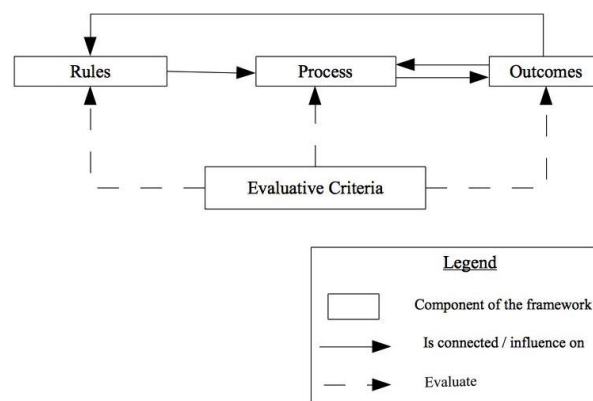 Rules
Process
Outcomes
Evaluative Criteria
Legend
Component of the framework
Is connected / influence on
Evaluate